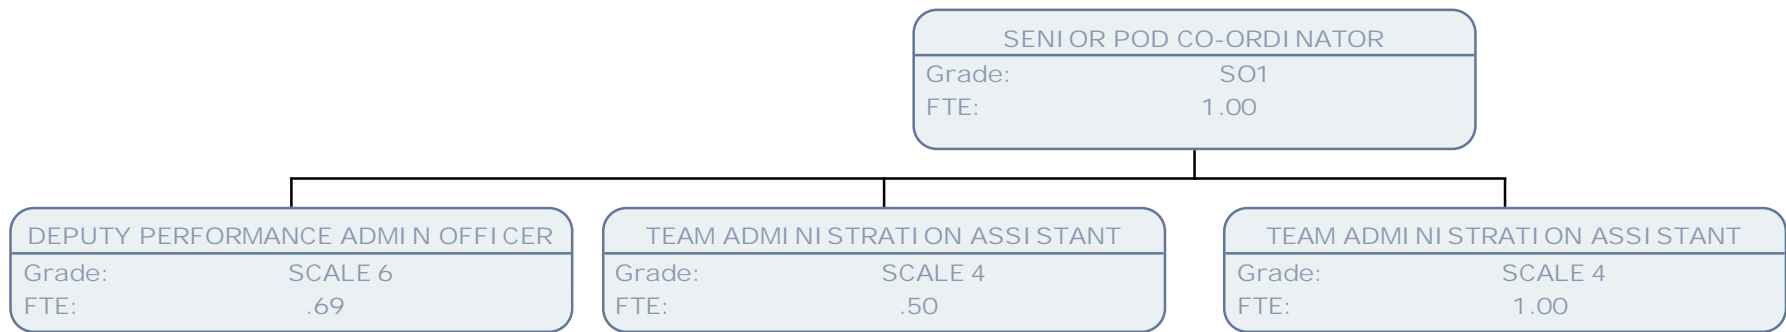 SENIOR POD CO-ORDINATOR
Grade: SO1
FTE: 1.00
DEPUTY PERFORMANCE ADMIN OFFICER
Grade: SCALE 6
FTE: .69
TEAM ADMINISTRATION ASSISTANT
Grade: SCALE 4
FTE: .50
TEAM ADMINISTRATION ASSISTANT
Grade: SCALE 4
FTE: 1.00